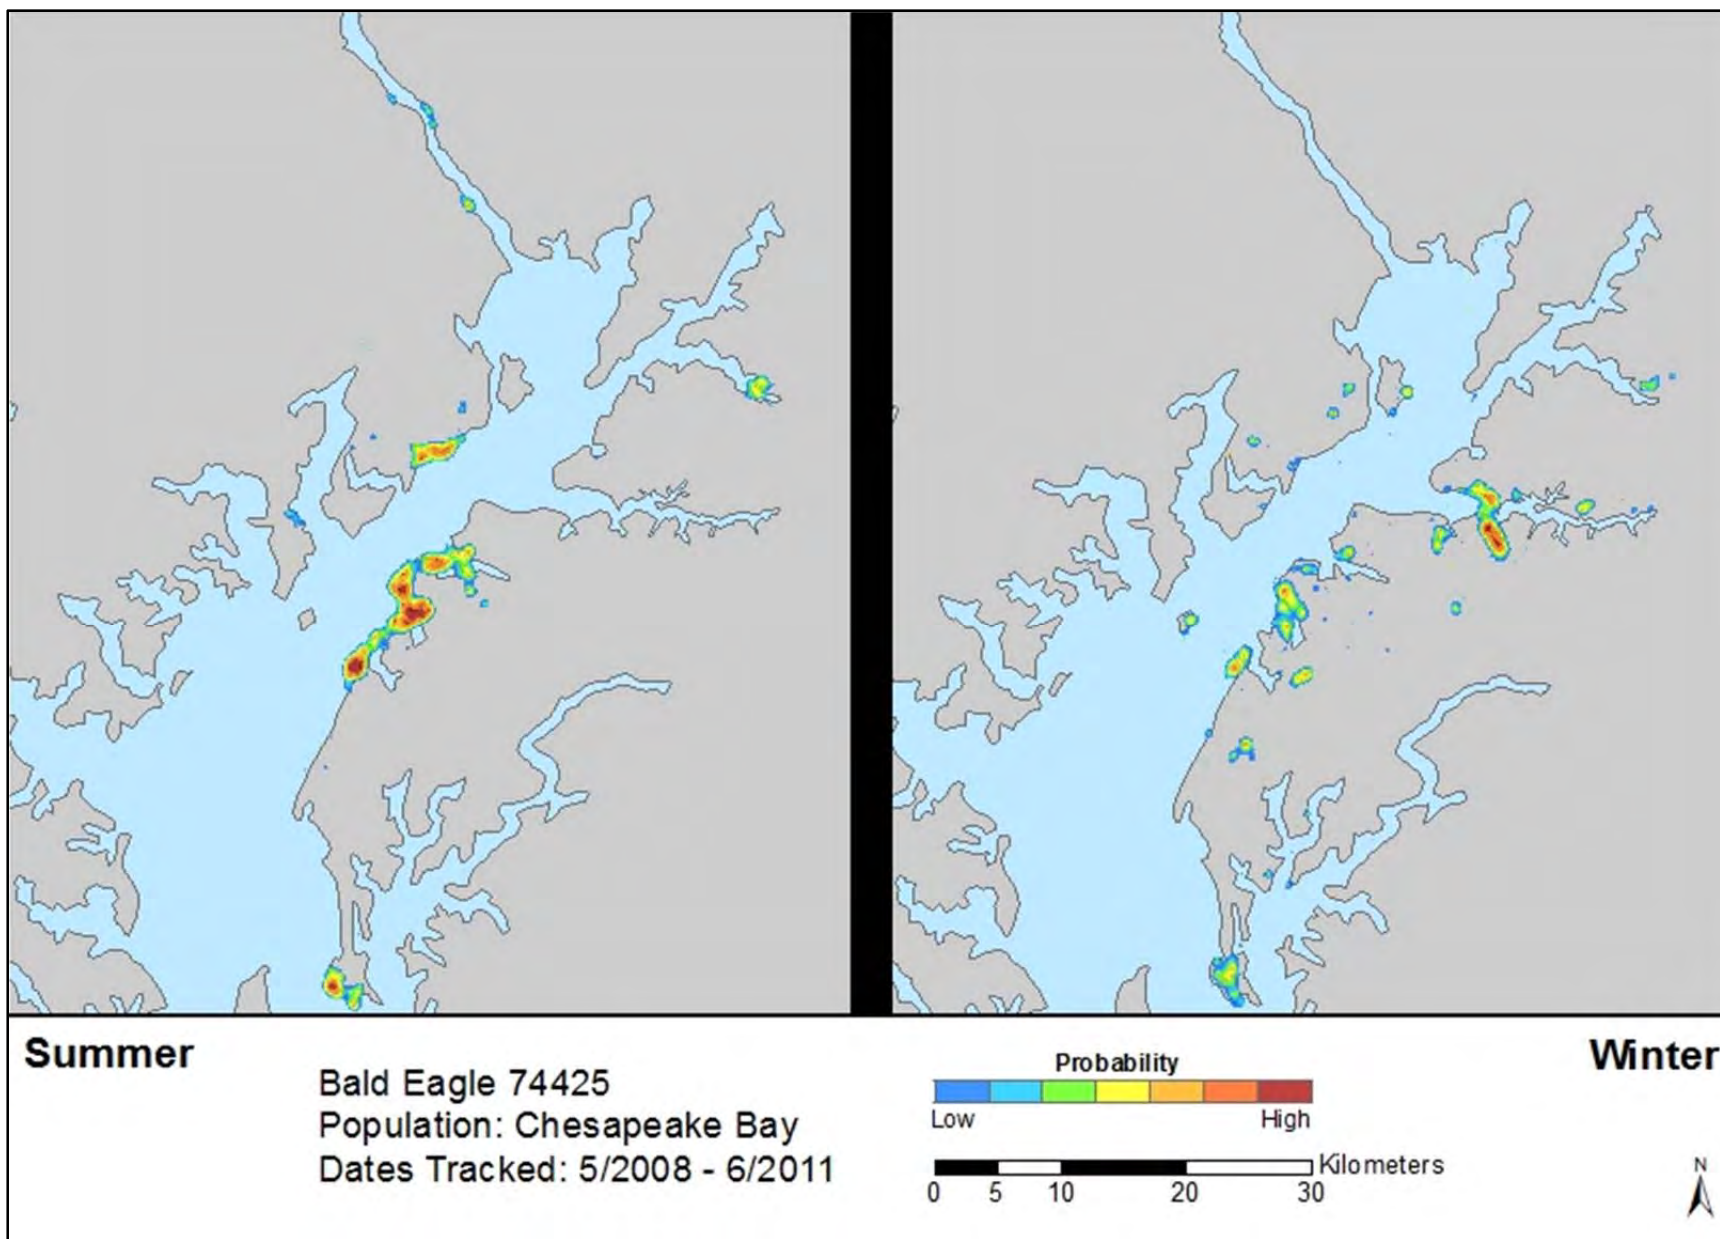 Summer
Winter
Bald Eagle 74425
Population: Chesapeake Bay
Dates Tracked: 5/2008 - 6/2011
Probability
Low High
Kilometers
0 5 10 20 30
N